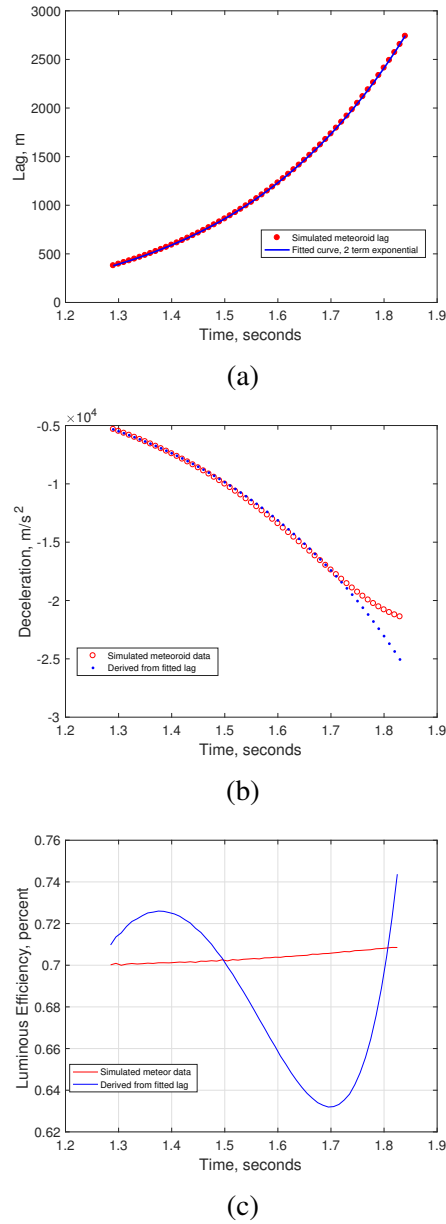 3000
2500
2000
1500
1000
500
0
Lag, m
Simulated meteoroid lag
Fitted curve, 2 term exponential
1.2 1.3 1.4 1.5 1.6 1.7 1.8 1.9
Time, seconds
(a)
×10⁴
-0.5
-1
-1.5
-2
-2.5
-3
Deceleration, m/s²
Simulated meteoroid data
Derived from fitted lag
1.2 1.3 1.4 1.5 1.6 1.7 1.8 1.9
Time, seconds
(b)
0.76
0.74
0.72
0.7
0.68
0.66
0.64
0.62
Luminous Efficiency, percent
Simulated meteor data
Derived from fitted lag
1.2 1.3 1.4 1.5 1.6 1.7 1.8 1.9
Time, seconds
(c)